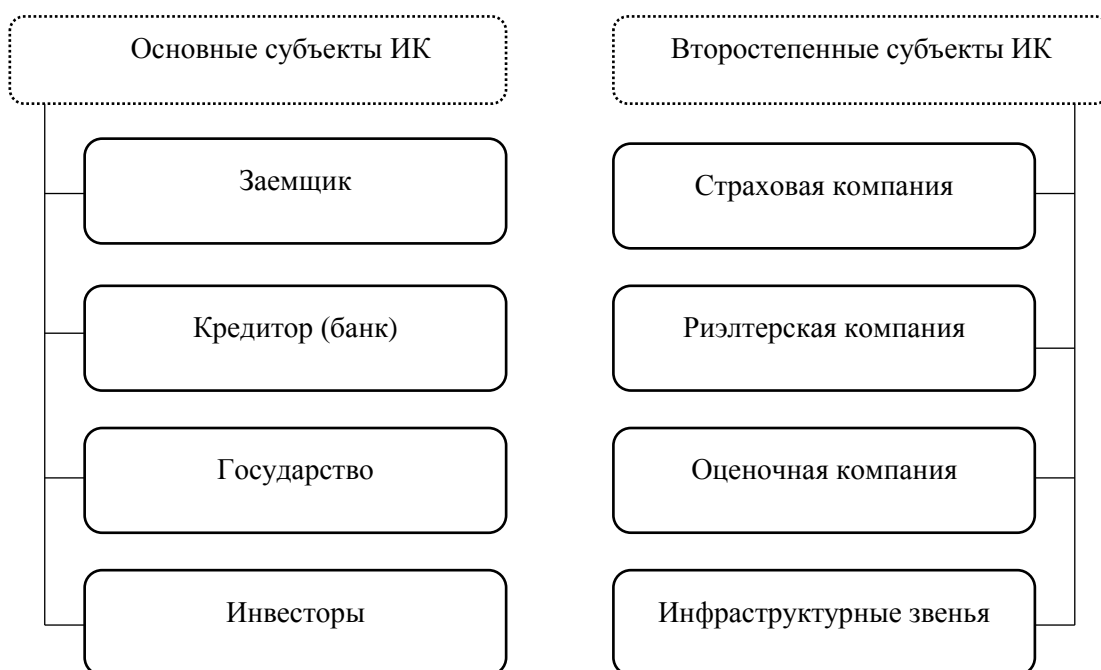 Основные субъекты ИК
Заемщик
Кредитор (банк)
Государство
Инвесторы
Второстепенные субъекты ИК
Страховая компания
Риэлтерская компания
Оценочная компания
Инфраструктурные звенья